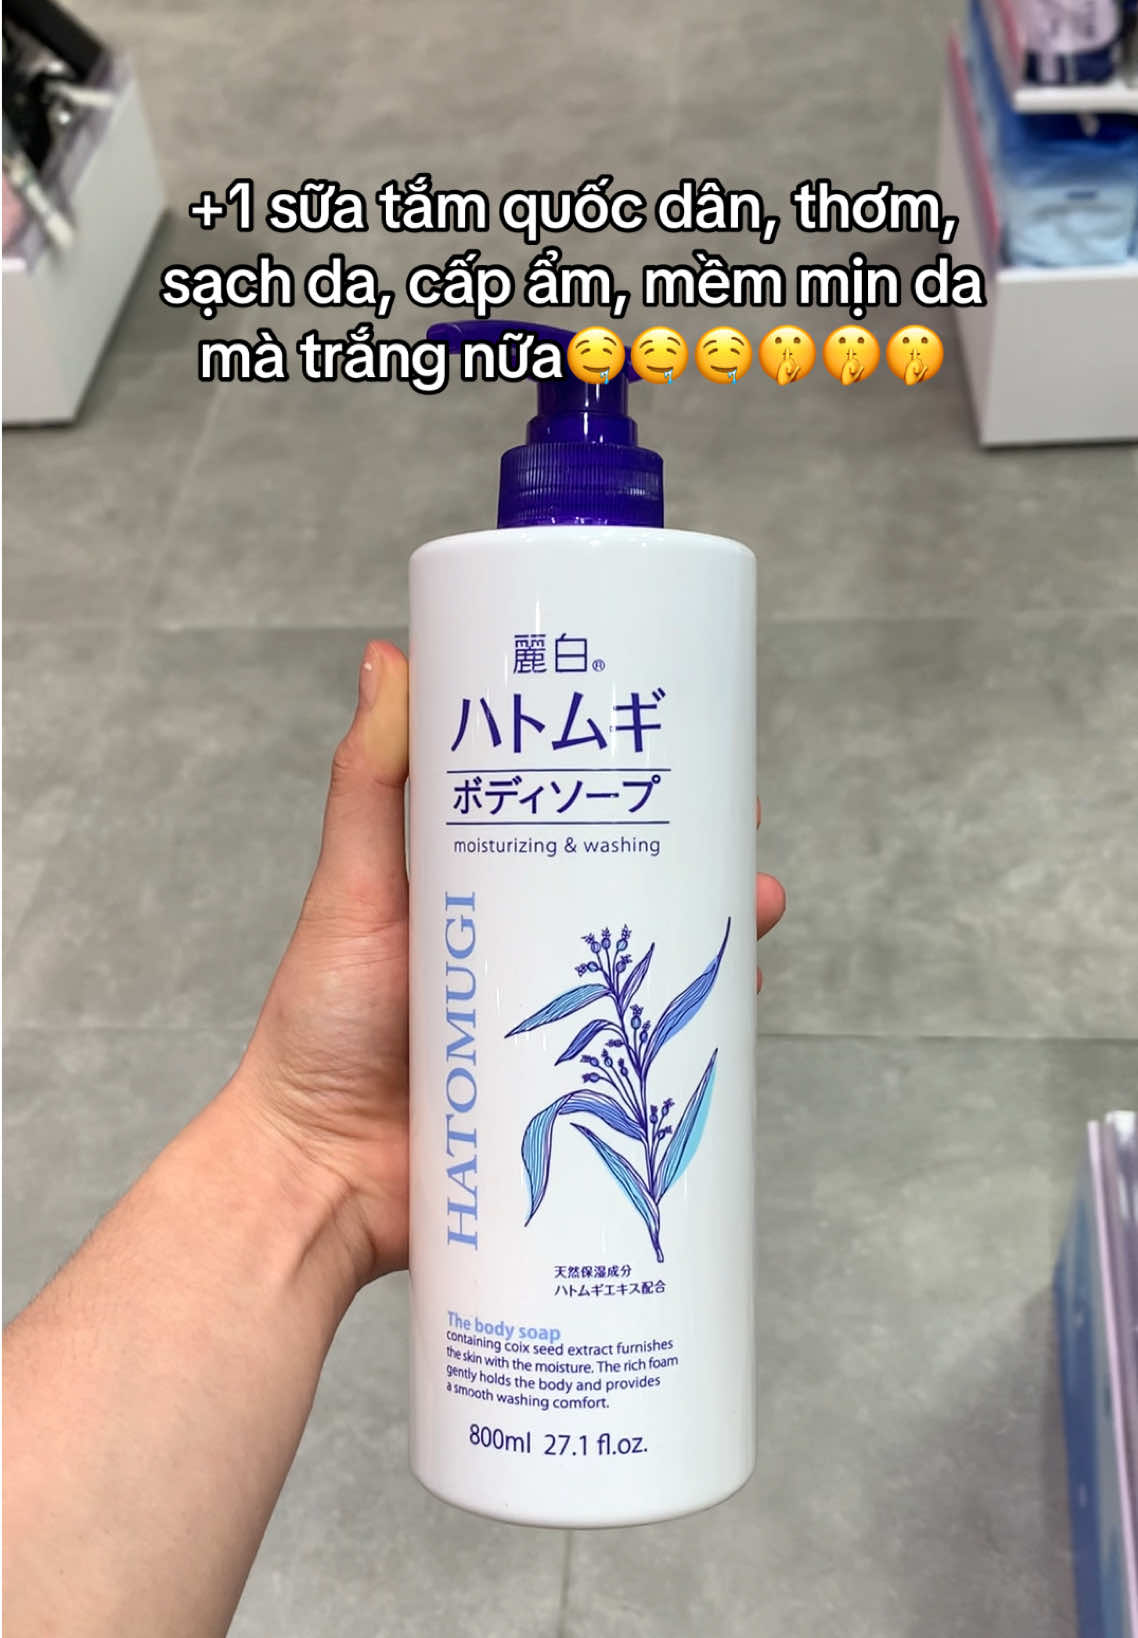 +1 sữa tắm quốc dân, thơm,
sạch da, cấp ẩm, mềm mịn da
mà trắng nữa🤤🤤🤤🤫🤫🤫
麗白®
ハトムギ
ボディソープ
moisturizing & washing
HATOMUGI
天然保湿成分
ハトムギエキス配合
The body soap
containing coix seed extract furnishes
the skin with the moisture. The rich foam
gently holds the body and provides
a smooth washing comfort.
800ml 27.1 fl.oz.